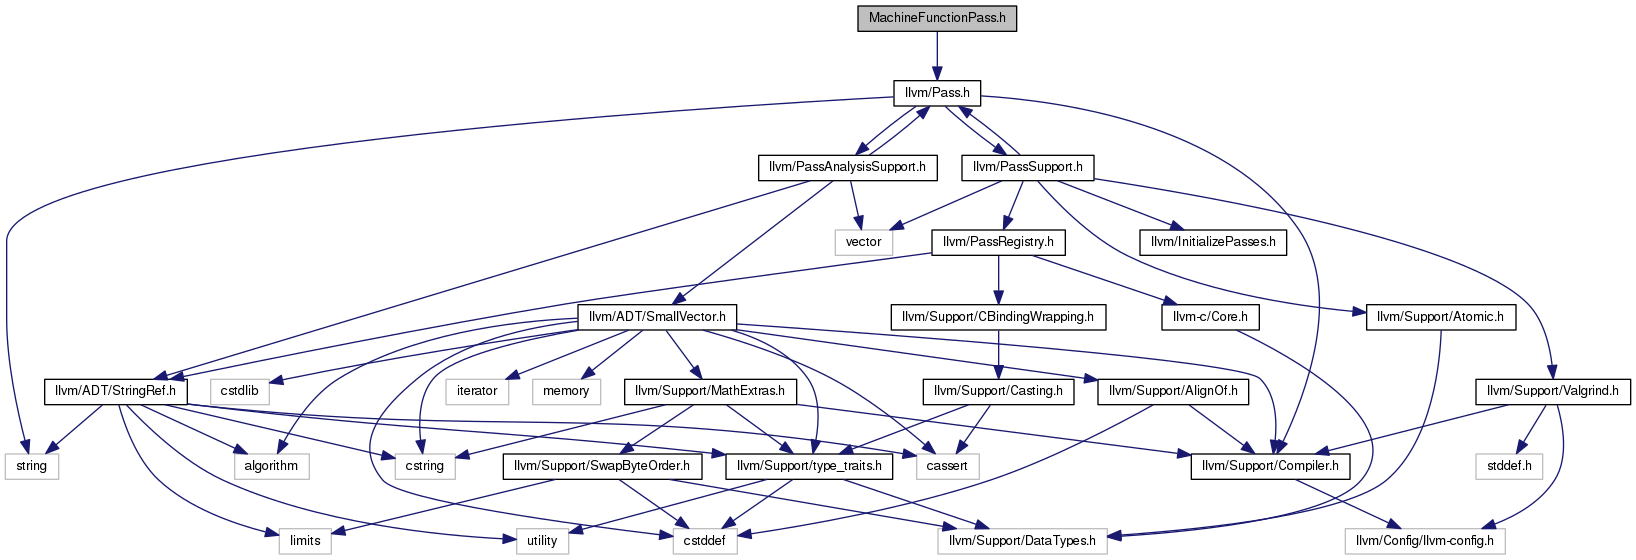 MachineFunctionPass.h
llvm/Pass.h
llvm/PassAnalysisSupport.h
llvm/PassSupport.h
vector
llvm/PassRegistry.h
llvm/InitializePasses.h
llvm/ADT/SmallVector.h
llvm/Support/CBindingWrapping.h
llvm-c/Core.h
llvm/Support/Atomic.h
llvm/ADT/StringRef.h
cstdlib
iterator
memory
llvm/Support/MathExtras.h
llvm/Support/Casting.h
llvm/Support/AlignOf.h
llvm/Support/Valgrind.h
string
algorithm
cstring
llvm/Support/SwapByteOrder.h
llvm/Support/type_traits.h
cassert
llvm/Support/Compiler.h
stddef.h
limits
utility
cstddef
llvm/Support/DataTypes.h
llvm/Config/llvm-config.h